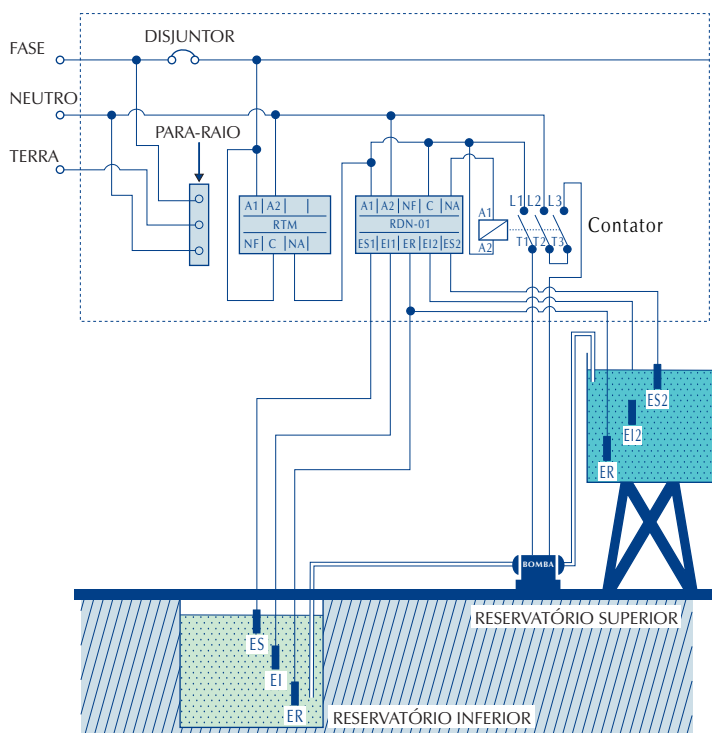 DISJUNTOR
FASE
NEUTRO
PARA-RAIO
TERRA
A1 A2
RTM
NF C NA
A1 A2 NF C NA
RDN-01
ES1 EI1 ER EI2 ES2
A1
A2
L1 L2 L3
T1 T2 T3
Contator
ES2
EI2
ER
BOMBA
RESERVATÓRIO SUPERIOR
ES
EI
ER
RESERVATÓRIO INFERIOR